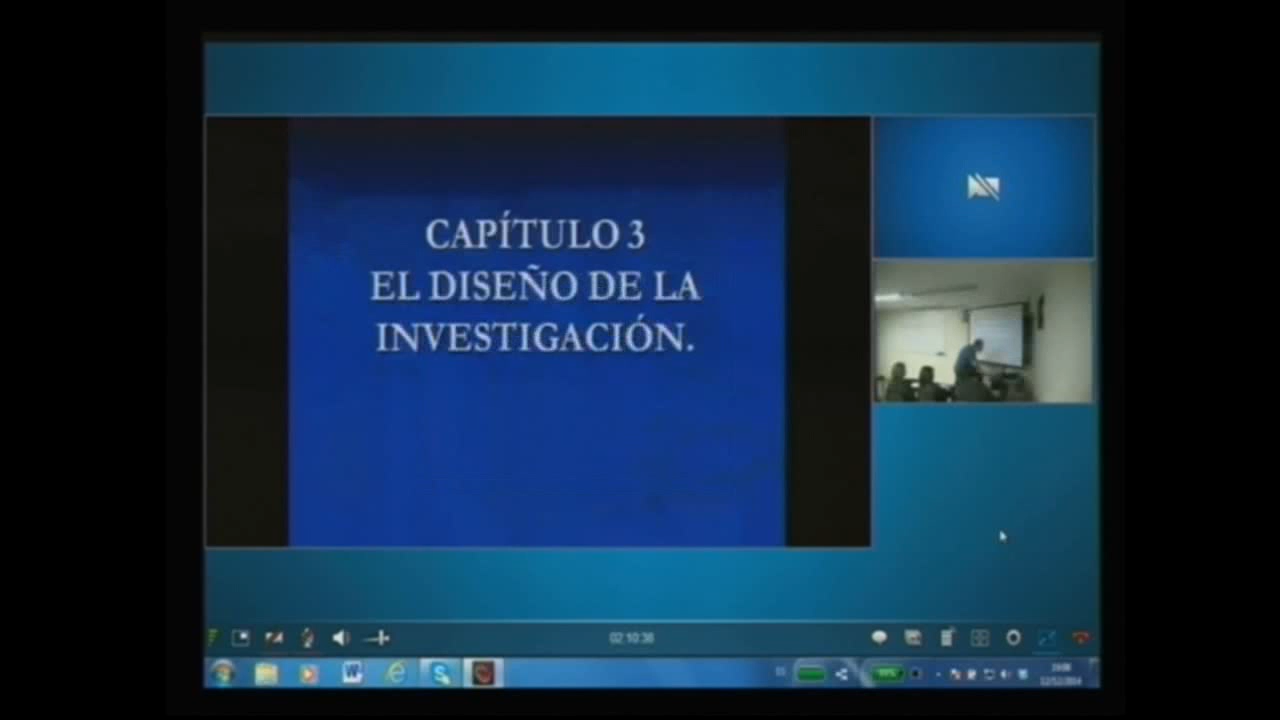 CAPÍTULO 3
EL DISEÑO DE LA
INVESTIGACIÓN.
02:10:38